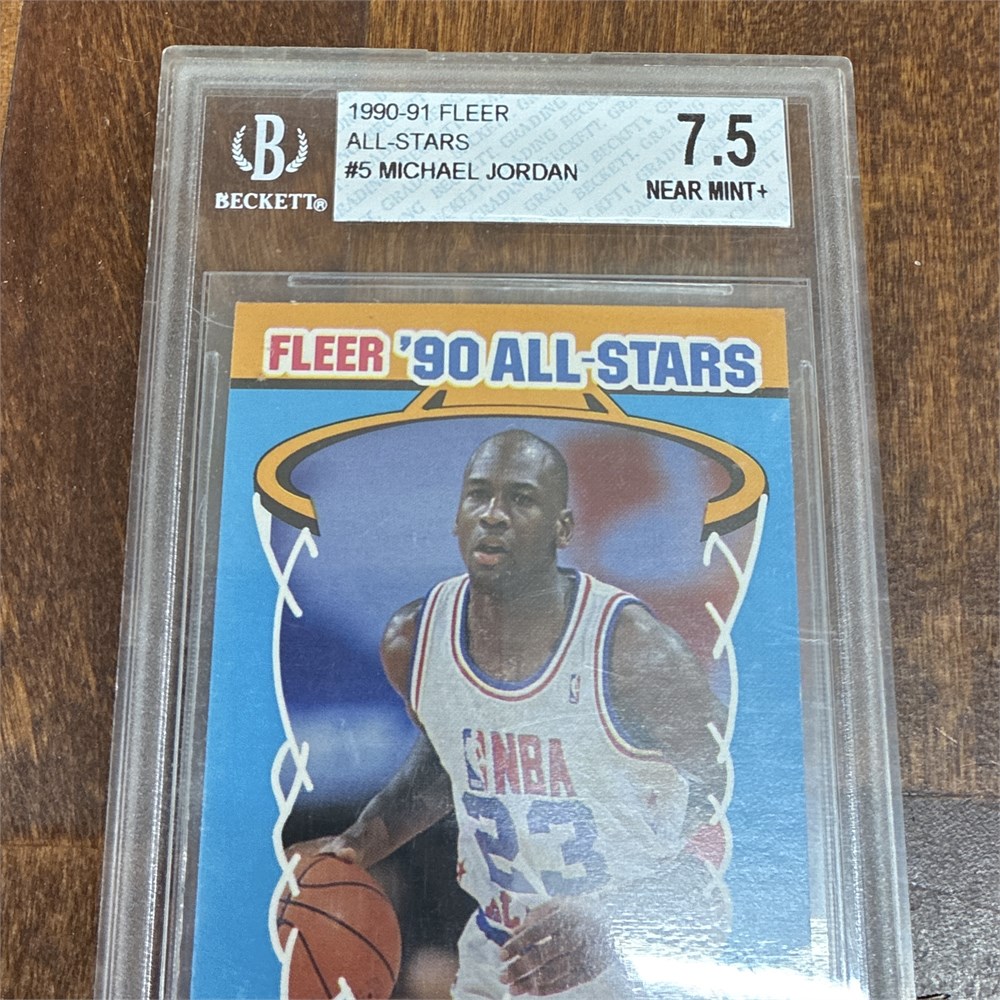 B
BECKETT®
1990-91 FLEER
ALL-STARS
#5 MICHAEL JORDAN
7.5
NEAR MINT+
FLEER '90 ALL-STARS
NBA
23